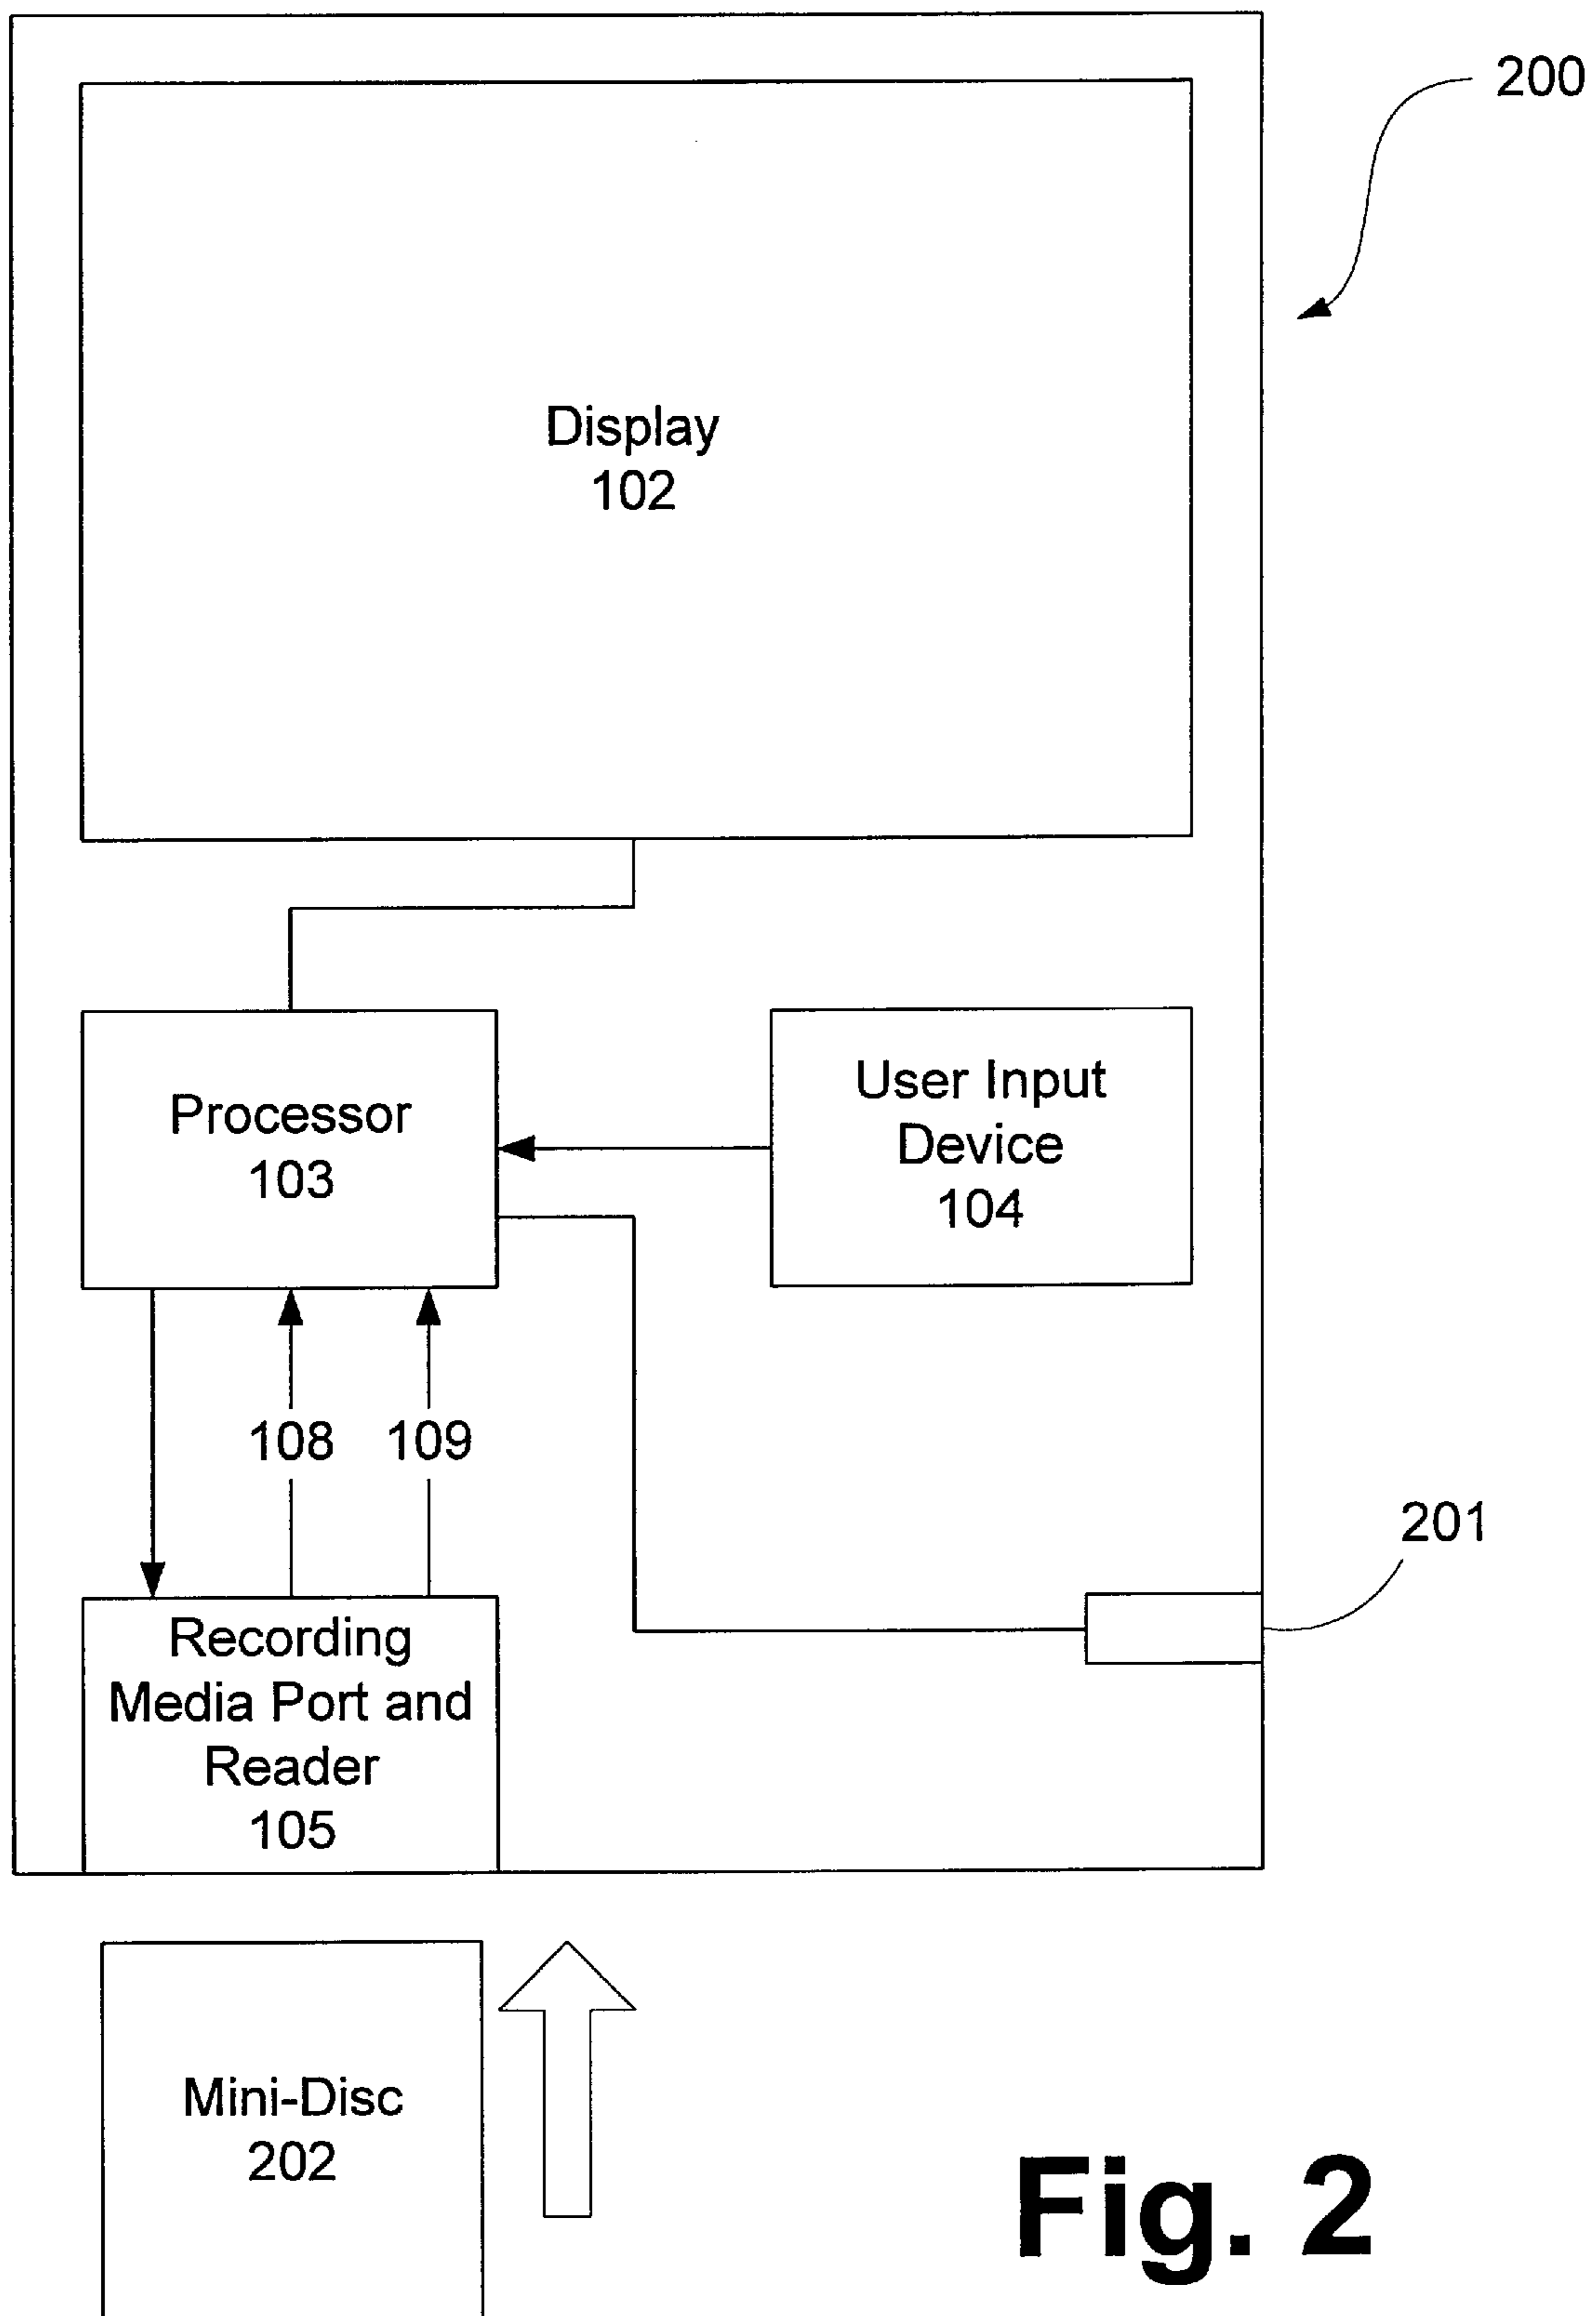 200
Display
102
Processor
103
User Input
Device
104
108
109
201
Recording
Media Port and
Reader
105
Mini-Disc
202
Fig. 2